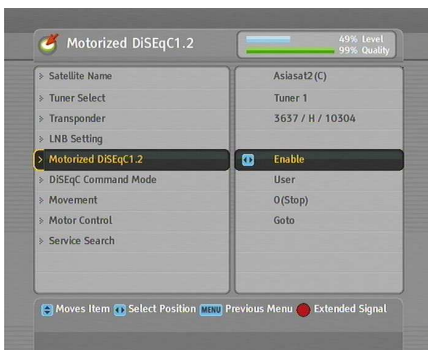 Motorized DiSEqC1.2
49% Level
99% Quality
Satellite Name Asiasat2(C)
Tuner Select Tuner 1
Transponder 3637 / H / 10304
LNB Setting
Motorized DiSEqC1.2 Enable
DiSEqC Command Mode User
Movement 0(Stop)
Motor Control Goto
Service Search
Moves Item Select Position MENU Previous Menu Extended Signal